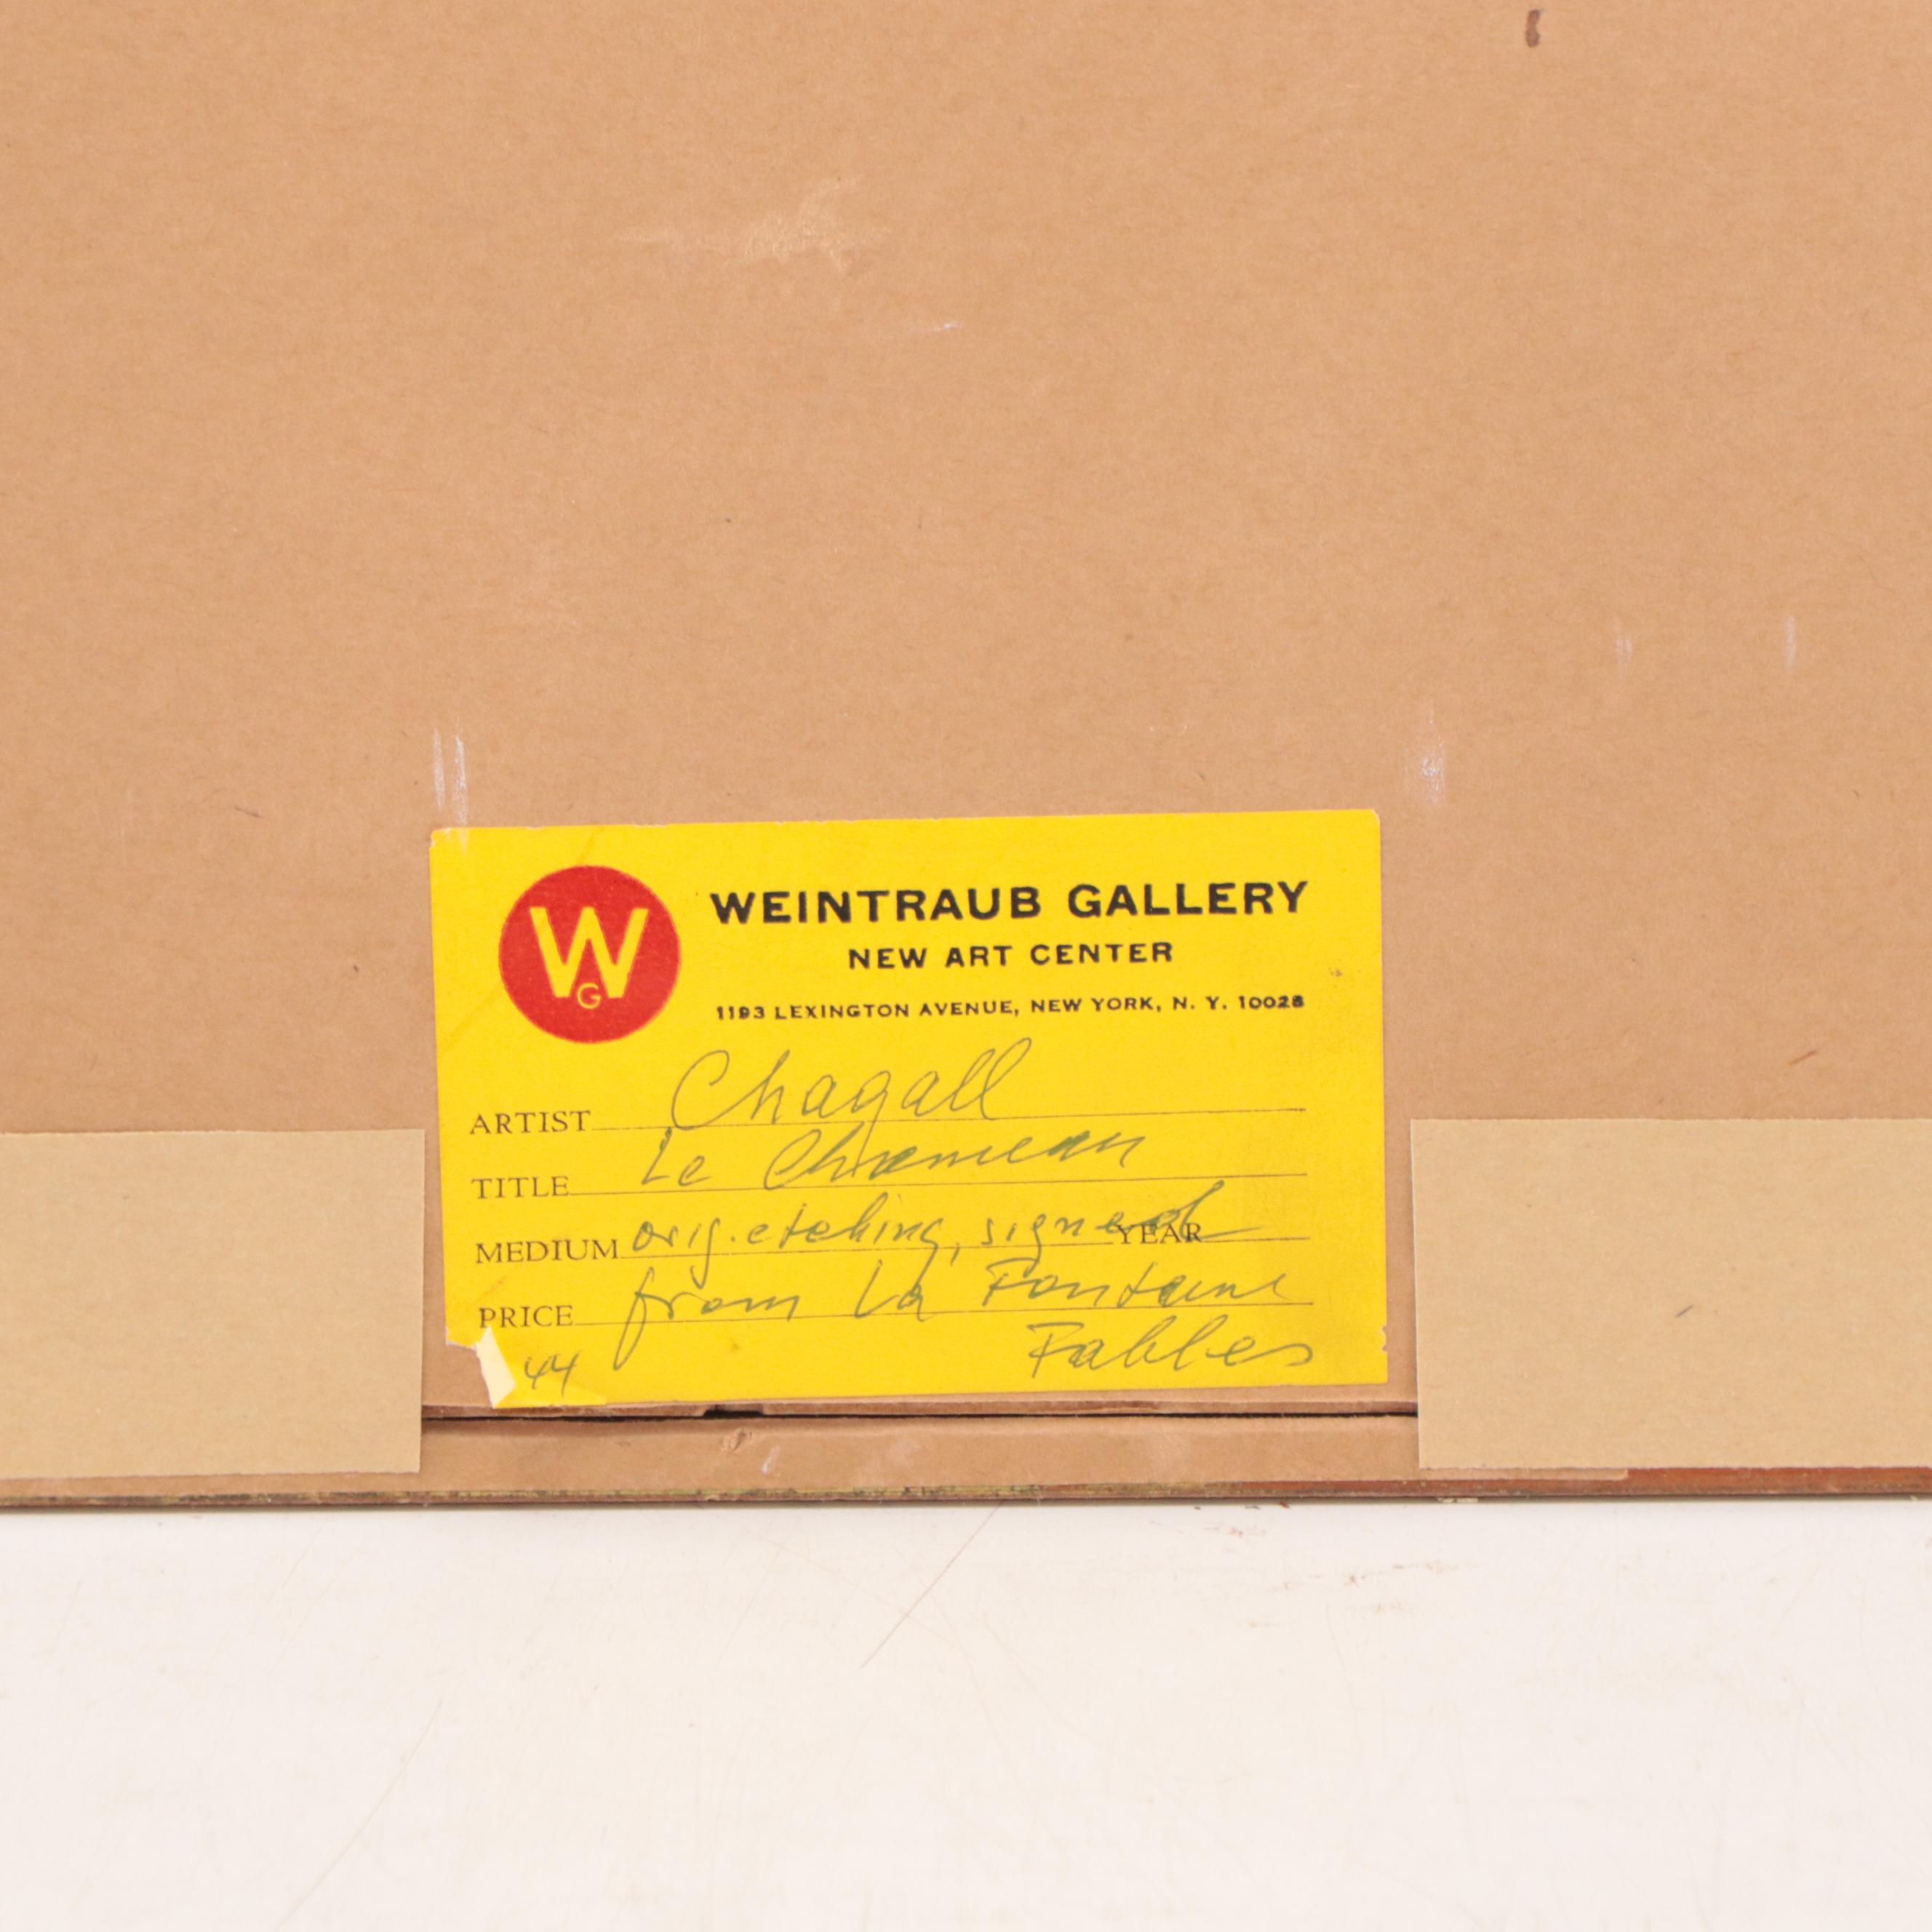 WG
WEINTRAUB GALLERY
NEW ART CENTER
1193 LEXINGTON AVENUE, NEW YORK, N. Y. 10028
ARTIST Chagall
TITLE Le Chameau
MEDIUM orig. etching, signed YEAR
PRICE from La Fontaine
44 Fables